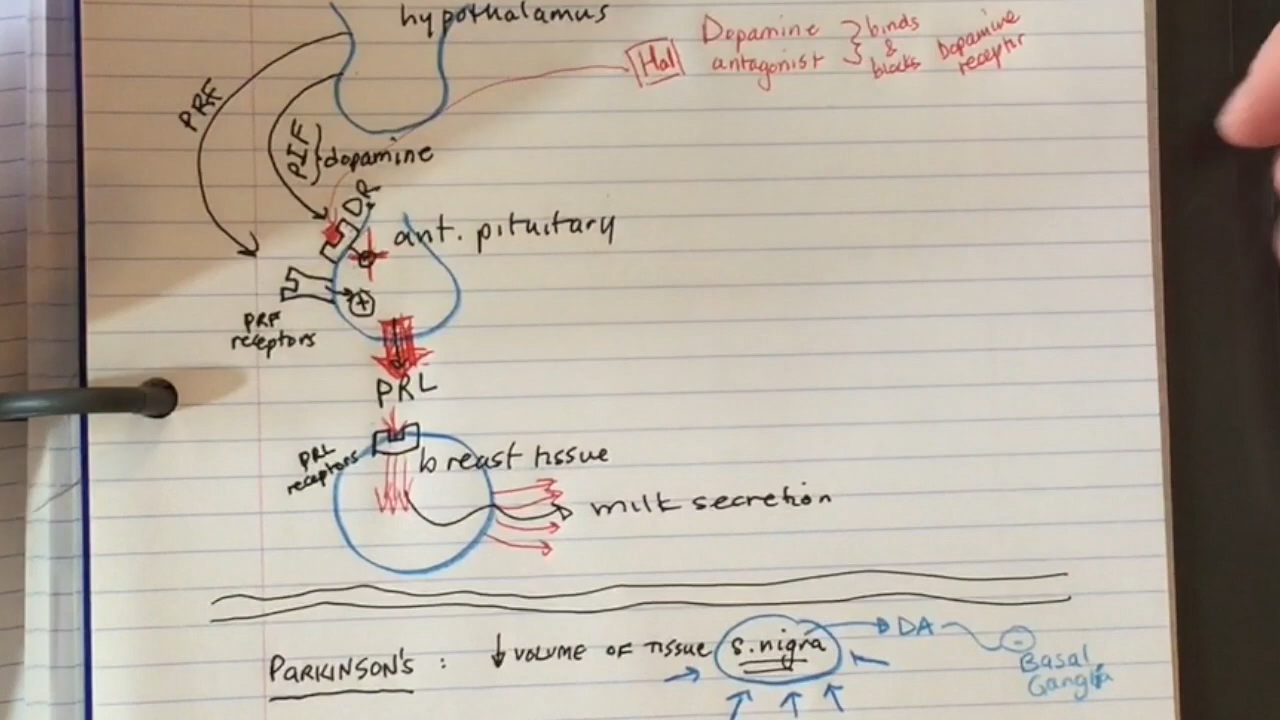 hypothalamus
Hal
Dopamine
antagonist
binds
&
blocks
Dopamine
receptor
PRF
PIF
dopamine
DR
ant. pituitary
+
PRF
receptors
PRL
PRL
receptors
breast tissue
milk secretion
PARKINSON'S : ↓ VOLUME OF TISSUE s.nigra
DA
-
Basal
Ganglia